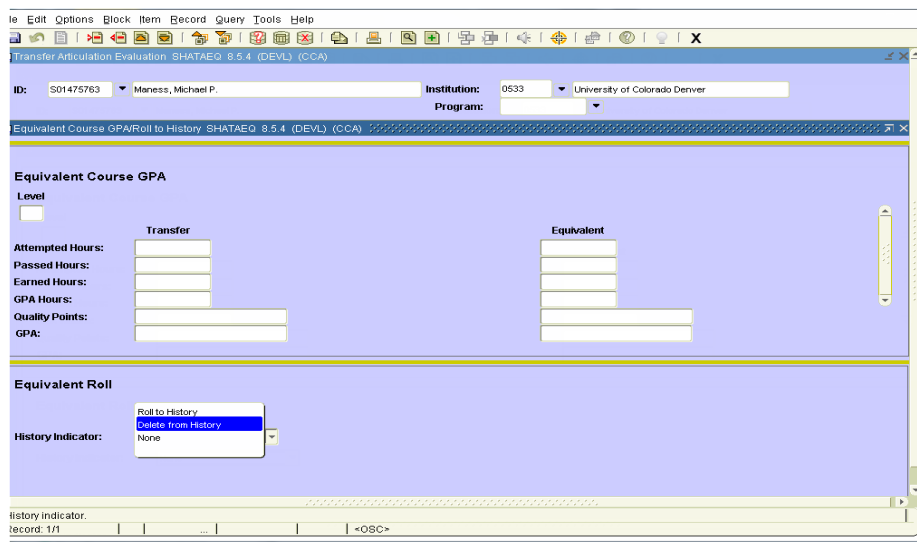 le Edit Options Block Item Record Query Tools Help
X
Transfer Articulation Evaluation SHATAEQ 8.5.4 (DEVL) (CCA)
ID: S01475763 Maness, Michael P. Institution: 0533 University of Colorado Denver
Program:
Equivalent Course GPA/Roll to History SHATAEQ 8.5.4 (DEVL) (CCA)
Equivalent Course GPA
Level
Transfer Equivalent
Attempted Hours:
Passed Hours:
Earned Hours:
GPA Hours:
Quality Points:
GPA:
Equivalent Roll
Roll to History
Delete from History
History Indicator: None
History indicator.
Record: 1/1 ... <OSC>